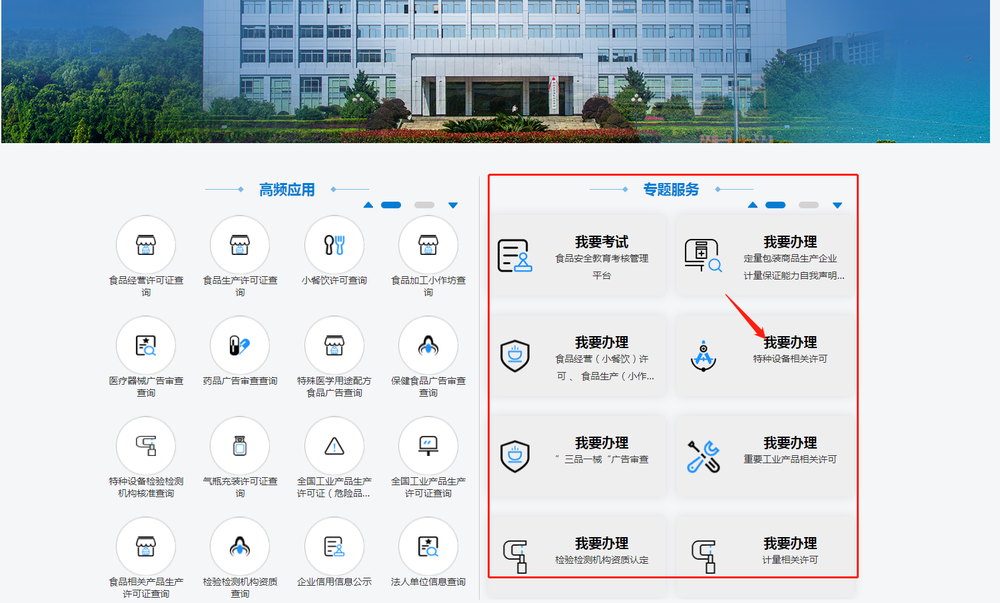 高频应用
食品经营许可证查
询
食品生产许可证查
询
小餐饮许可查询
食品加工小作坊查
询
医疗器械广告审查
查询
药品广告审查查询
特殊医学用途配方
食品广告查询
保健食品广告审查
查询
特种设备检验检测
机构核准查询
气瓶充装许可证查
询
全国工业产品生产
许可证（危险品...
全国工业产品生产
许可证查询
食品相关产品生产
许可证查询
检验检测机构资质
查询
企业信用信息公示
法人单位信息查询
专题服务
我要考试
食品安全教育考核管理
平台
我要办理
定量包装商品生产企业
计量保证能力自我声明...
我要办理
食品经营（小餐饮）许
可 、 食品生产（小作...
我要办理
特种设备相关许可
我要办理
”三品一械“广告审查
我要办理
重要工业产品相关许可
我要办理
检验检测机构资质认定
我要办理
计量相关许可